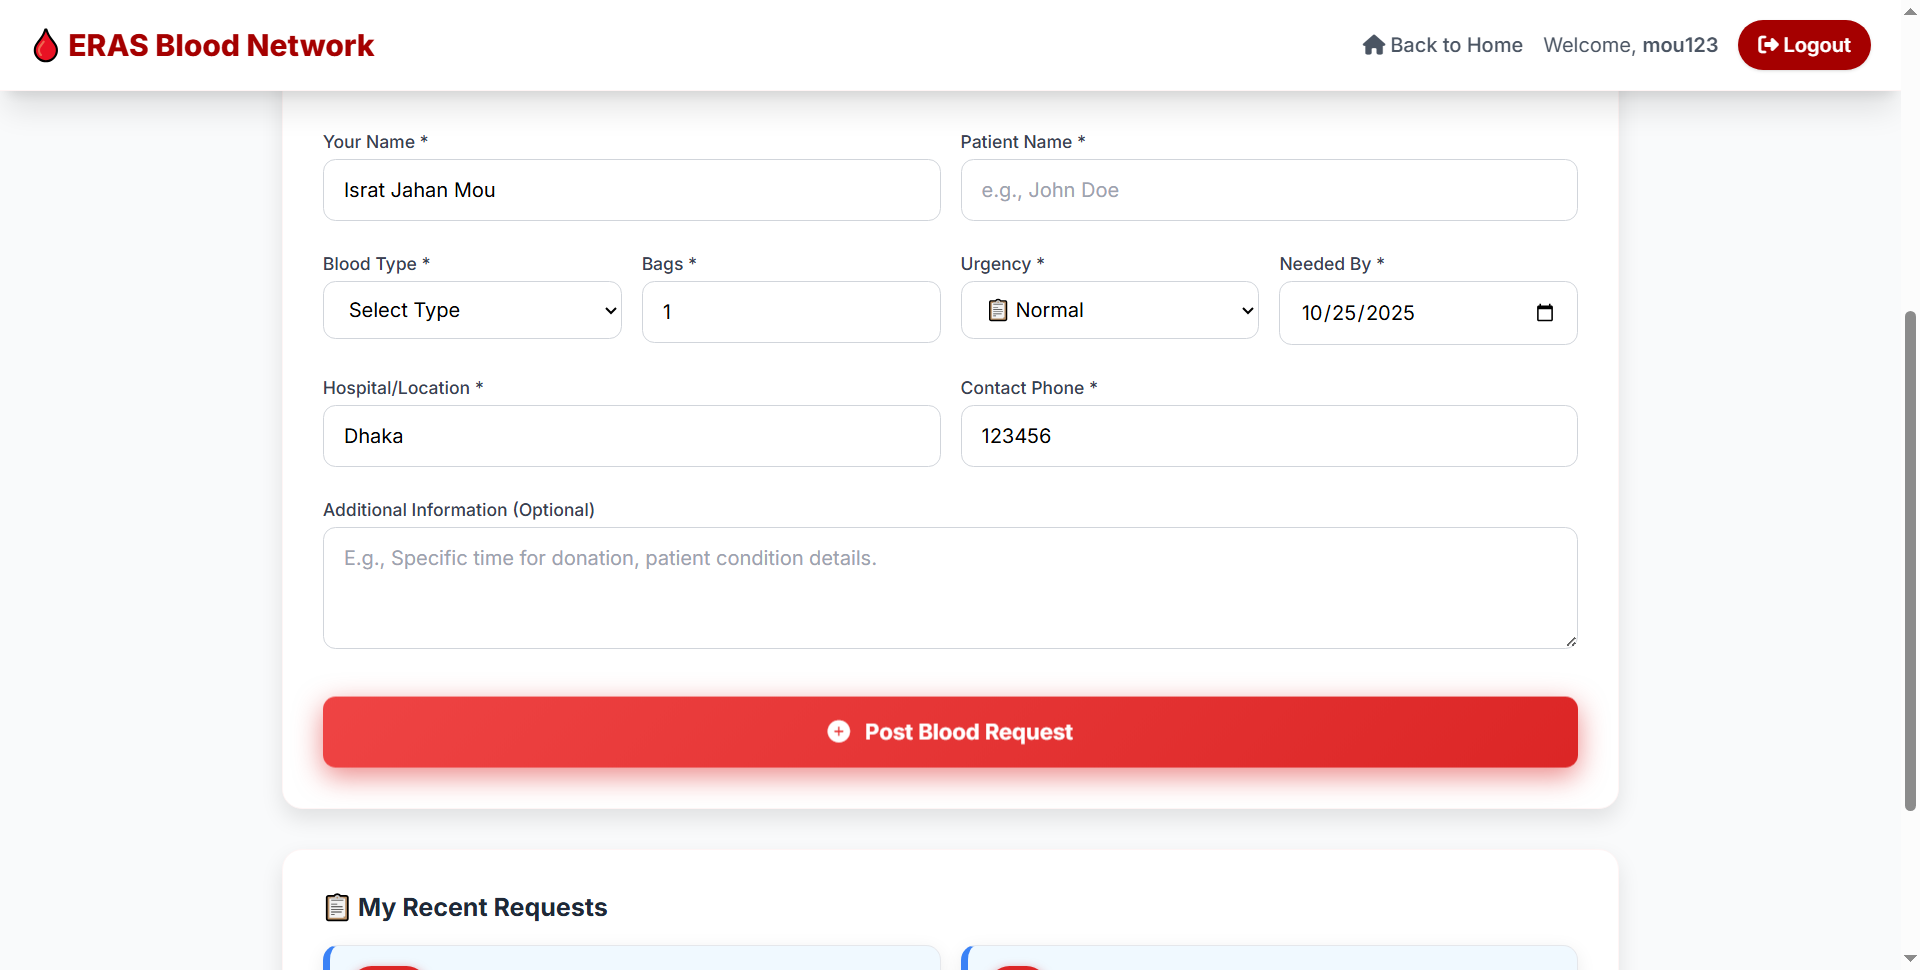 ERAS Blood Network
Back to Home Welcome, mou123 Logout
Your Name * Patient Name *
Israt Jahan Mou e.g., John Doe
Blood Type * Bags * Urgency * Needed By *
Select Type 1 Normal 10/25/2025
Hospital/Location * Contact Phone *
Dhaka 123456
Additional Information (Optional)
E.g., Specific time for donation, patient condition details.
Post Blood Request
My Recent Requests